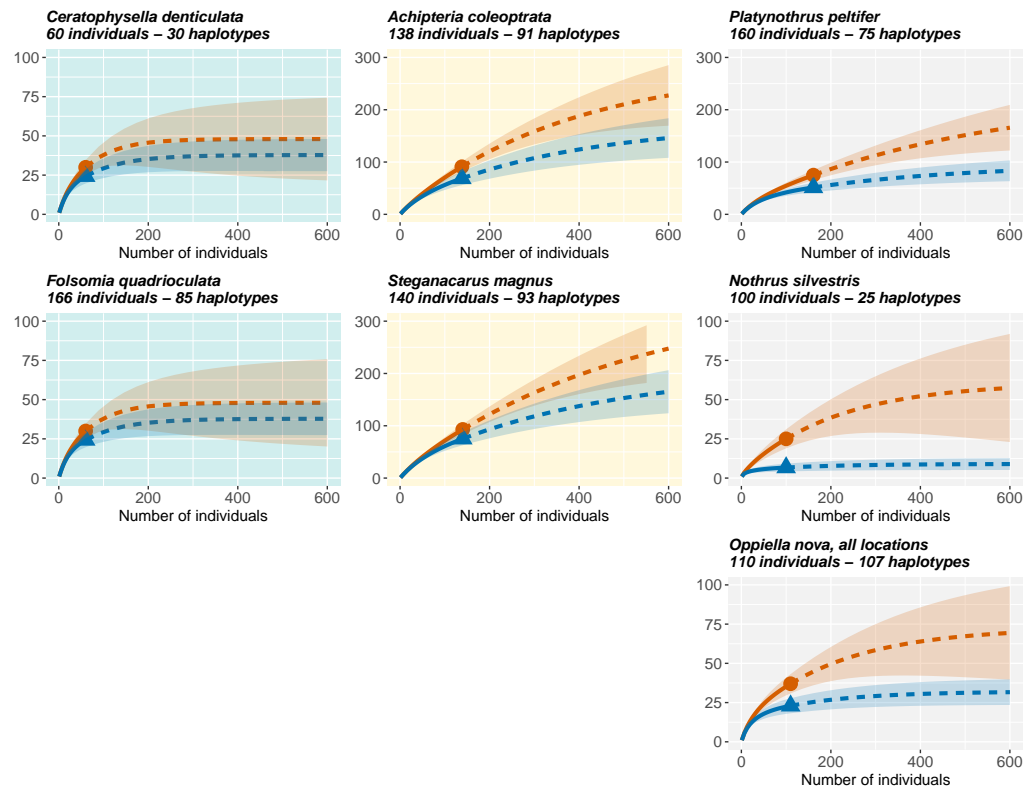 Ceratophysella denticulata
60 individuals – 30 haplotypes
100
75
50
25
0
0 200 400 600
Number of individuals
Achipteria coleoptrata
138 individuals – 91 haplotypes
300
200
100
0
0 200 400 600
Number of individuals
Platynothrus peltifer
160 individuals – 75 haplotypes
300
200
100
0
0 200 400 600
Number of individuals
Folsomia quadrioculata
166 individuals – 85 haplotypes
100
75
50
25
0
0 200 400 600
Number of individuals
Steganacarus magnus
140 individuals – 93 haplotypes
300
200
100
0
0 200 400 600
Number of individuals
Nothrus silvestris
100 individuals – 25 haplotypes
100
75
50
25
0
0 200 400 600
Number of individuals
Oppiella nova, all locations
110 individuals – 107 haplotypes
100
75
50
25
0
0 200 400 600
Number of individuals